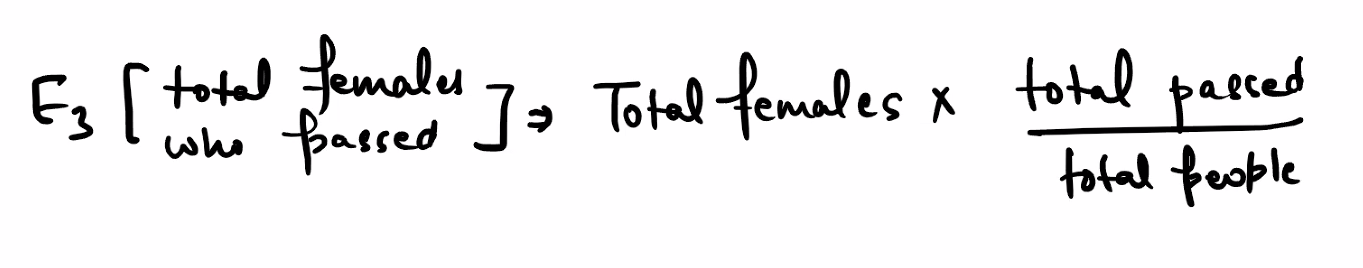 E₃ [ total females who passed ] ⇒ Total females × total passed / total people